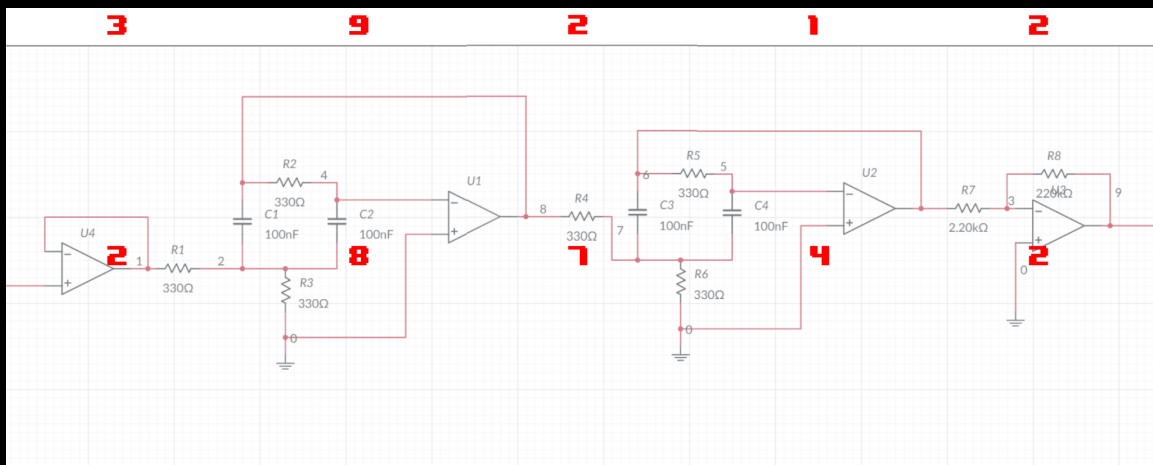 3 9 2 1 2
R2 4 U1 R5 5 U2 R8
330Ω 6 330Ω 220kΩ U3
C1 C2 8 R4 C3 C4 R7 3 9
100nF 100nF 330Ω 100nF 100nF 2.20kΩ
U4 1 R1 2 7
2 8 7 4 2
330Ω R3 R6 0
330Ω 330Ω
0 0
− + − + − + − +